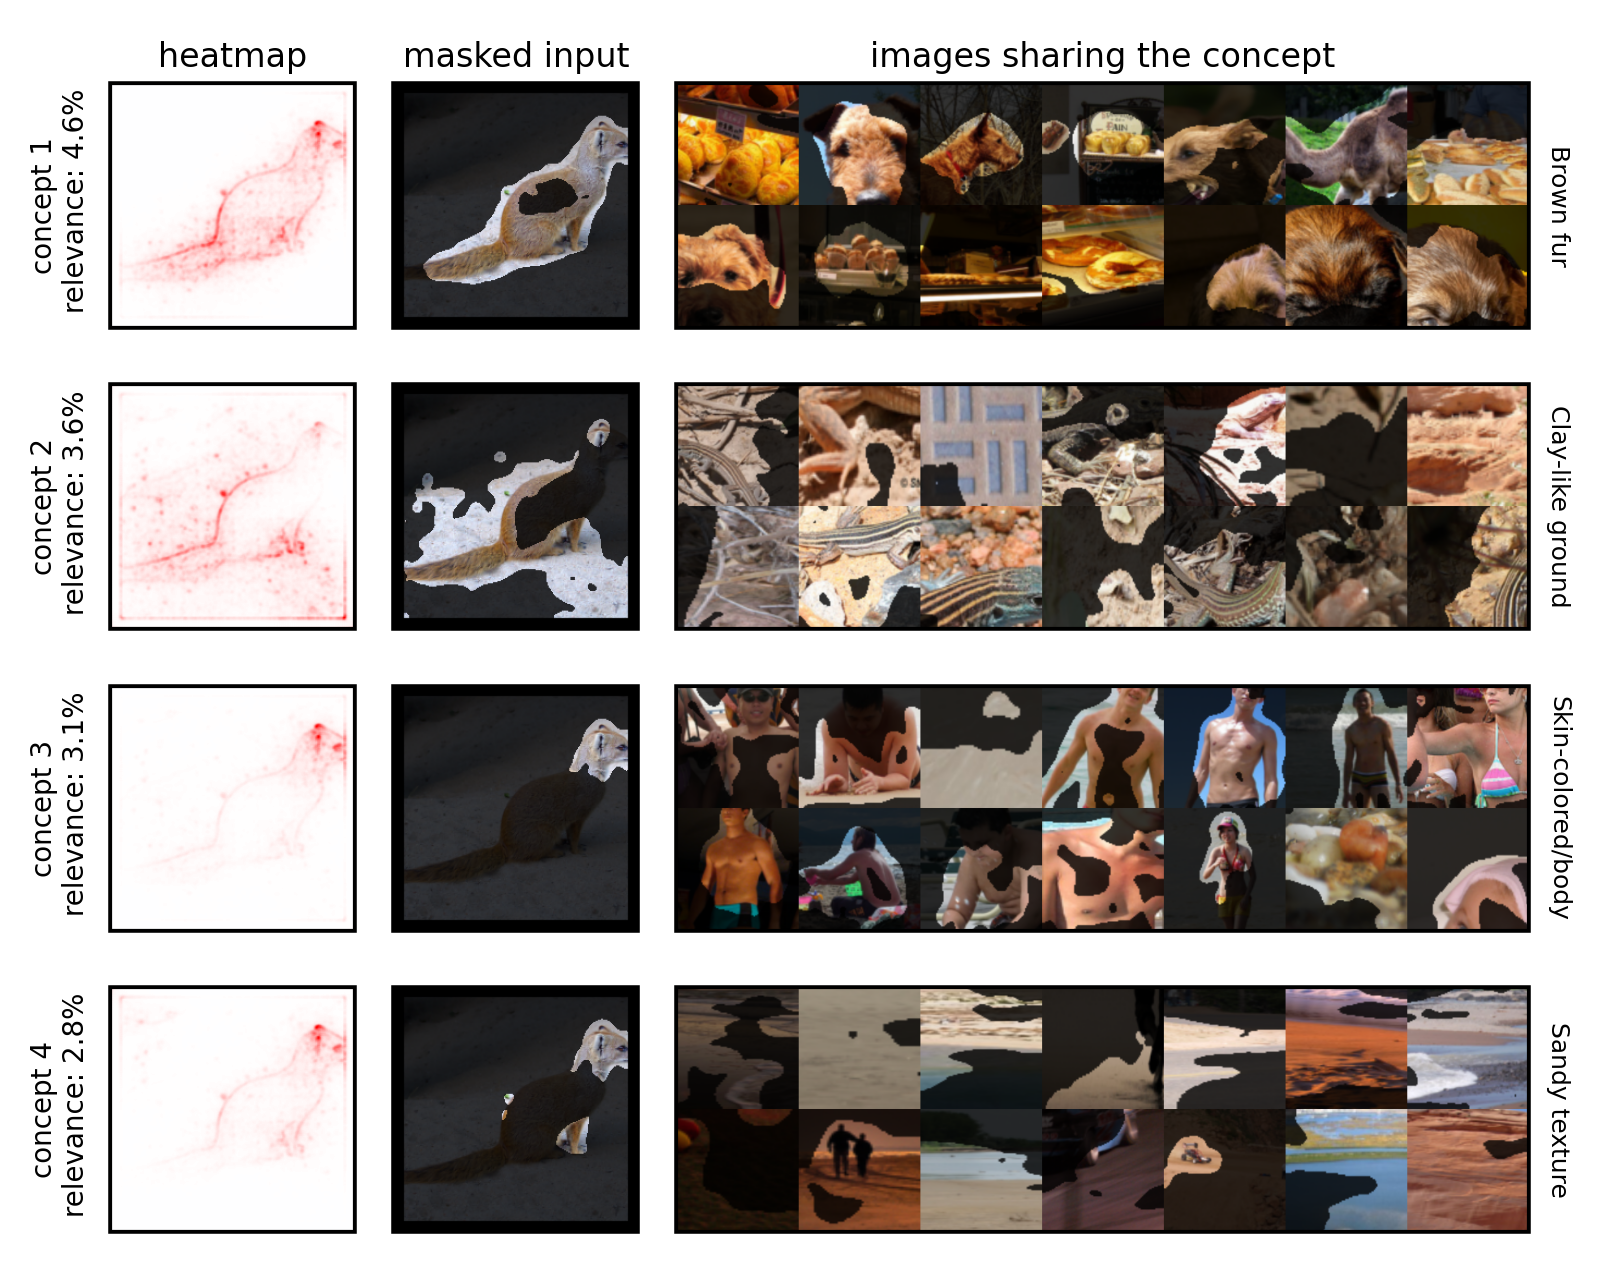 heatmap
masked input
images sharing the concept
concept 1
relevance: 4.6%
PAIN
Brown fur
concept 2
relevance: 3.6%
Clay-like ground
concept 3
relevance: 3.1%
Skin-colored/body
concept 4
relevance: 2.8%
Sandy texture